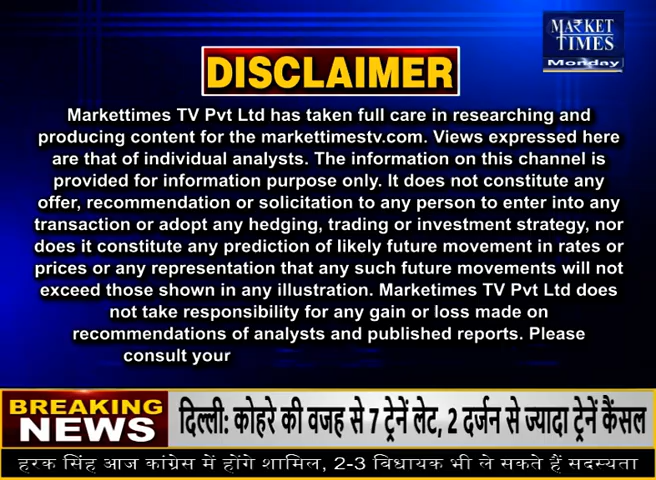 MARKET
TIMES
Monday
DISCLAIMER
Markettimes TV Pvt Ltd has taken full care in researching and
producing content for the markettimestv.com. Views expressed here
are that of individual analysts. The information on this channel is
provided for information purpose only. It does not constitute any
offer, recommendation or solicitation to any person to enter into any
transaction or adopt any hedging, trading or investment strategy, nor
does it constitute any prediction of likely future movement in rates or
prices or any representation that any such future movements will not
exceed those shown in any illustration. Marketimes TV Pvt Ltd does
not take responsibility for any gain or loss made on
recommendations of analysts and published reports. Please
consult your
BREAKING
NEWS
दिल्ली: कोहरे की वजह से 7 ट्रेनें लेट, 2 दर्जन से ज्यादा ट्रेनें कैंसल
हरक सिंह आज कांग्रेस में होंगे शामिल, 2-3 विधायक भी ले सकते हैं सदस्यता